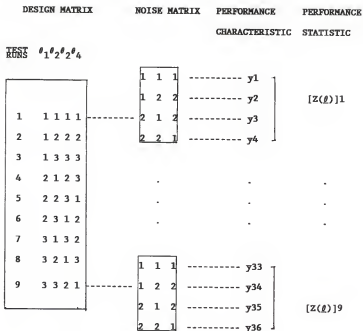 DESIGN MATRIX NOISE MATRIX PERFORMANCE PERFORMANCE
CHARACTERISTIC STATISTIC
TEST RUNS θ1θ2θ2θ4
1 1 1 --------- y1
1 2 2 --------- y2 [Z(θ)]1
1 1 1 1 1 ------ 2 1 2 --------- y3
2 1 2 2 2 2 2 1 --------- y4
3 1 3 3 3
4 2 1 2 3 . . .
5 2 2 3 1 . . .
6 2 3 1 2 . . .
7 3 1 3 2
8 3 2 1 3 1 1 1 --------- y33
9 3 3 2 1 ------ 1 2 2 --------- y34
2 1 2 --------- y35 [Z(θ)]9
2 2 1 --------- y36